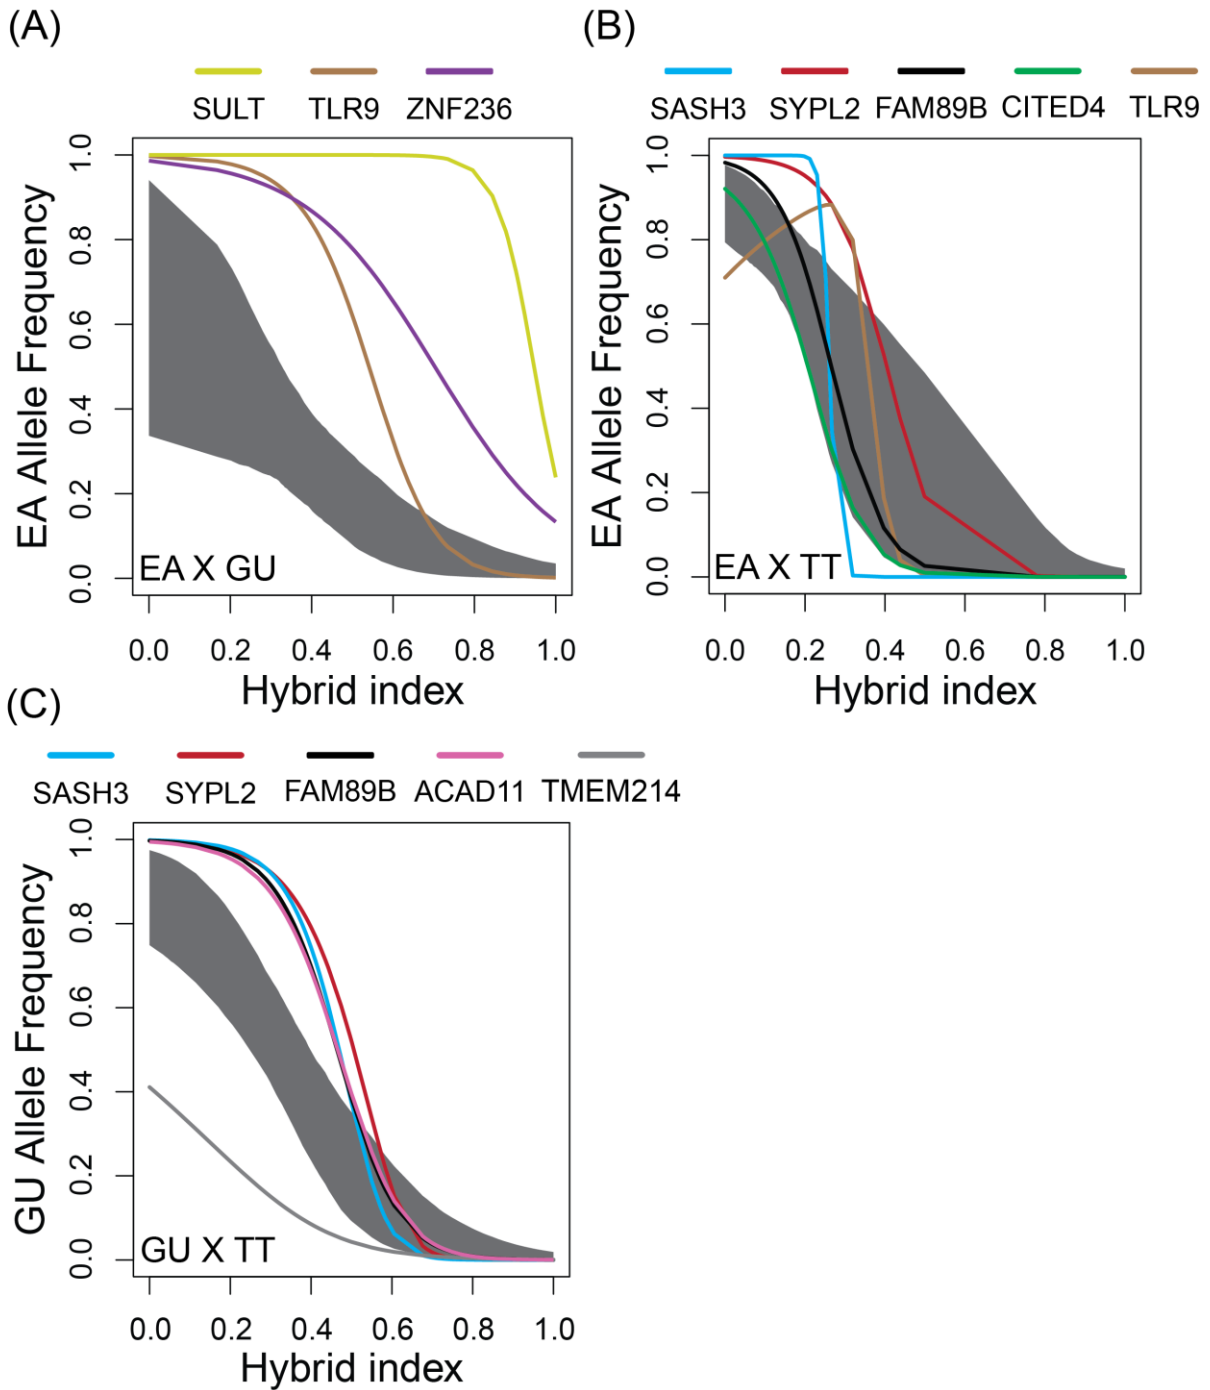 (A)
SULT TLR9 ZNF236
EA Allele Frequency
1.0
0.8
0.6
0.4
0.2
0.0
EA X GU
0.0 0.2 0.4 0.6 0.8 1.0
Hybrid index
(B)
SASH3 SYPL2 FAM89B CITED4 TLR9
EA Allele Frequency
1.0
0.8
0.6
0.4
0.2
0.0
EA X TT
0.0 0.2 0.4 0.6 0.8 1.0
Hybrid index
(C)
SASH3 SYPL2 FAM89B ACAD11 TMEM214
GU Allele Frequency
1.0
0.8
0.6
0.4
0.2
0.0
GU X TT
0.0 0.2 0.4 0.6 0.8 1.0
Hybrid index